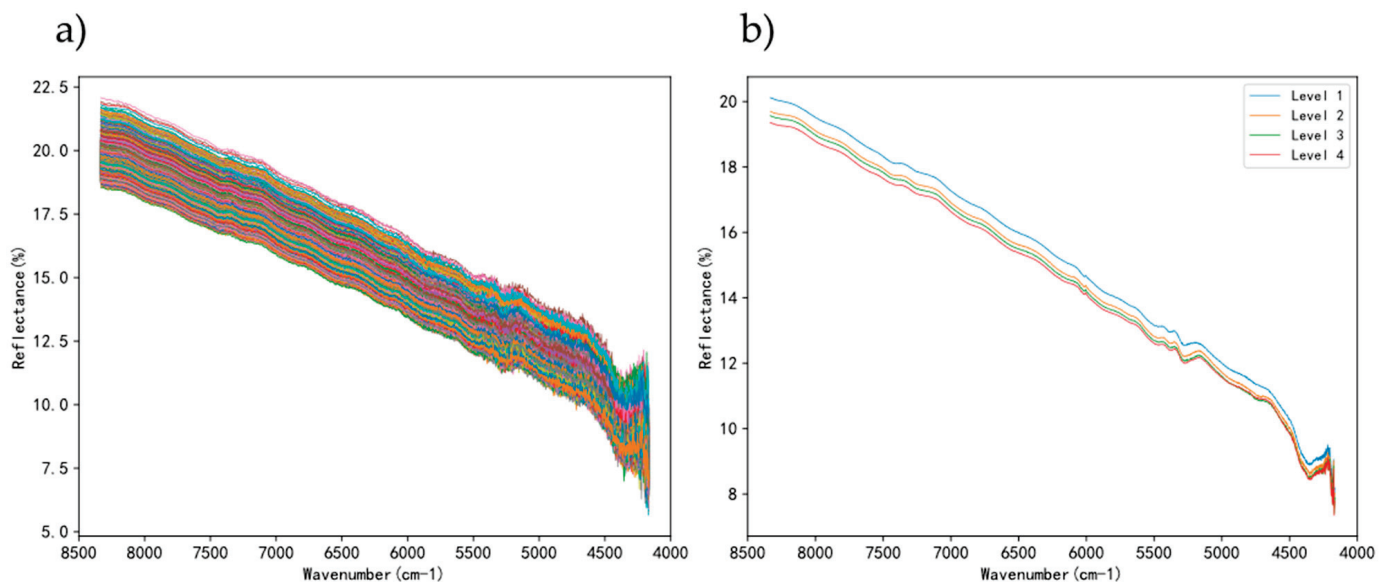 a)
22.5
20.0
17.5
15.0
12.5
10.0
7.5
5.0
Reflectance(%)
8500 8000 7500 7000 6500 6000 5500 5000 4500 4000
Wavenumber(cm-1)
b)
20
18
16
14
12
10
8
Reflectance(%)
Level 1
Level 2
Level 3
Level 4
8500 8000 7500 7000 6500 6000 5500 5000 4500 4000
Wavenumber(cm-1)